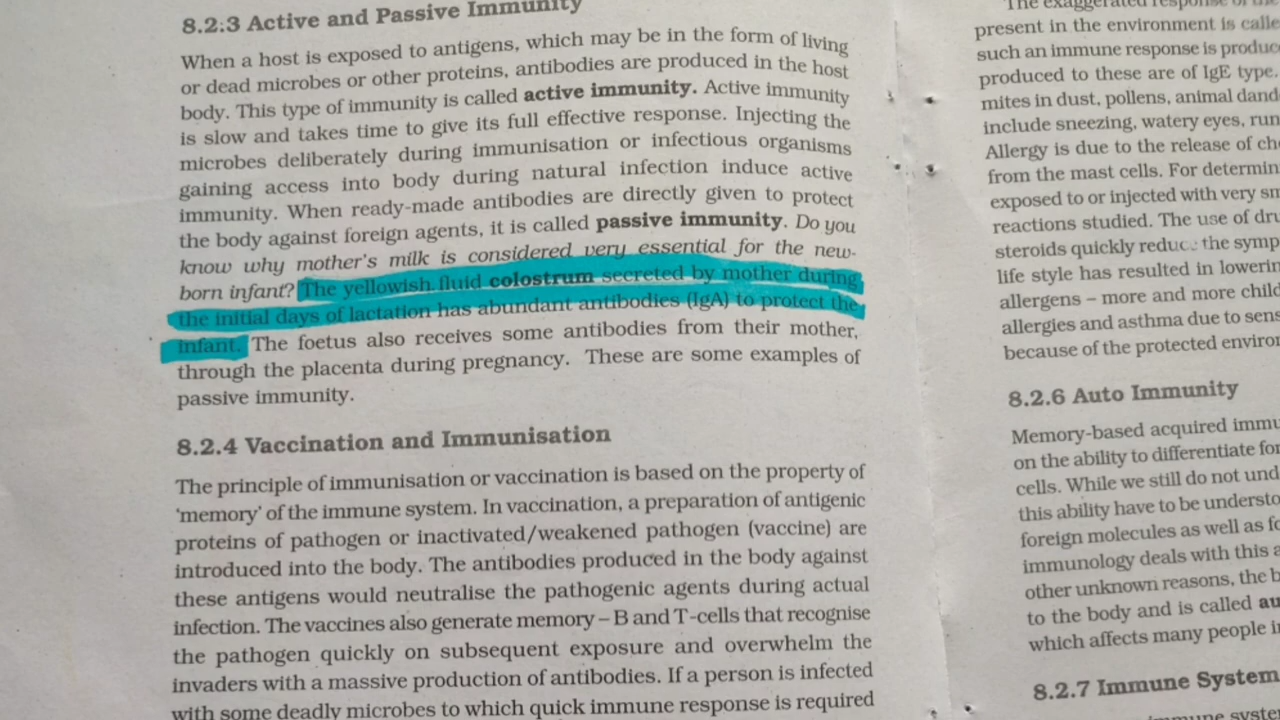 8.2.3 Active and Passive Immunity
When a host is exposed to antigens, which may be in the form of living
or dead microbes or other proteins, antibodies are produced in the host
body. This type of immunity is called active immunity. Active immunity
is slow and takes time to give its full effective response. Injecting the
microbes deliberately during immunisation or infectious organisms
gaining access into body during natural infection induce active
immunity. When ready-made antibodies are directly given to protect
the body against foreign agents, it is called passive immunity. Do you
know why mother's milk is considered very essential for the new-
born infant? The yellowish fluid colostrum secreted by mother during
the initial days of lactation has abundant antibodies (IgA) to protect the
infant. The foetus also receives some antibodies from their mother,
through the placenta during pregnancy. These are some examples of
passive immunity.
8.2.4 Vaccination and Immunisation
The principle of immunisation or vaccination is based on the property of
'memory' of the immune system. In vaccination, a preparation of antigenic
proteins of pathogen or inactivated/weakened pathogen (vaccine) are
introduced into the body. The antibodies produced in the body against
these antigens would neutralise the pathogenic agents during actual
infection. The vaccines also generate memory – B and T-cells that recognise
the pathogen quickly on subsequent exposure and overwhelm the
invaders with a massive production of antibodies. If a person is infected
with some deadly microbes to which quick immune response is required
The exaggerated response of the
present in the environment is calle
such an immune response is produc
produced to these are of IgE type.
mites in dust, pollens, animal dand
include sneezing, watery eyes, run
Allergy is due to the release of ch
from the mast cells. For determin
exposed to or injected with very sm
reactions studied. The use of dru
steroids quickly reduce the symp
life style has resulted in lowerin
allergens – more and more child
allergies and asthma due to sens
because of the protected environ
8.2.6 Auto Immunity
Memory-based acquired immu
on the ability to differentiate for
cells. While we still do not und
this ability have to be understo
foreign molecules as well as fo
immunology deals with this a
other unknown reasons, the b
to the body and is called au
which affects many people i
8.2.7 Immune System
immune syste